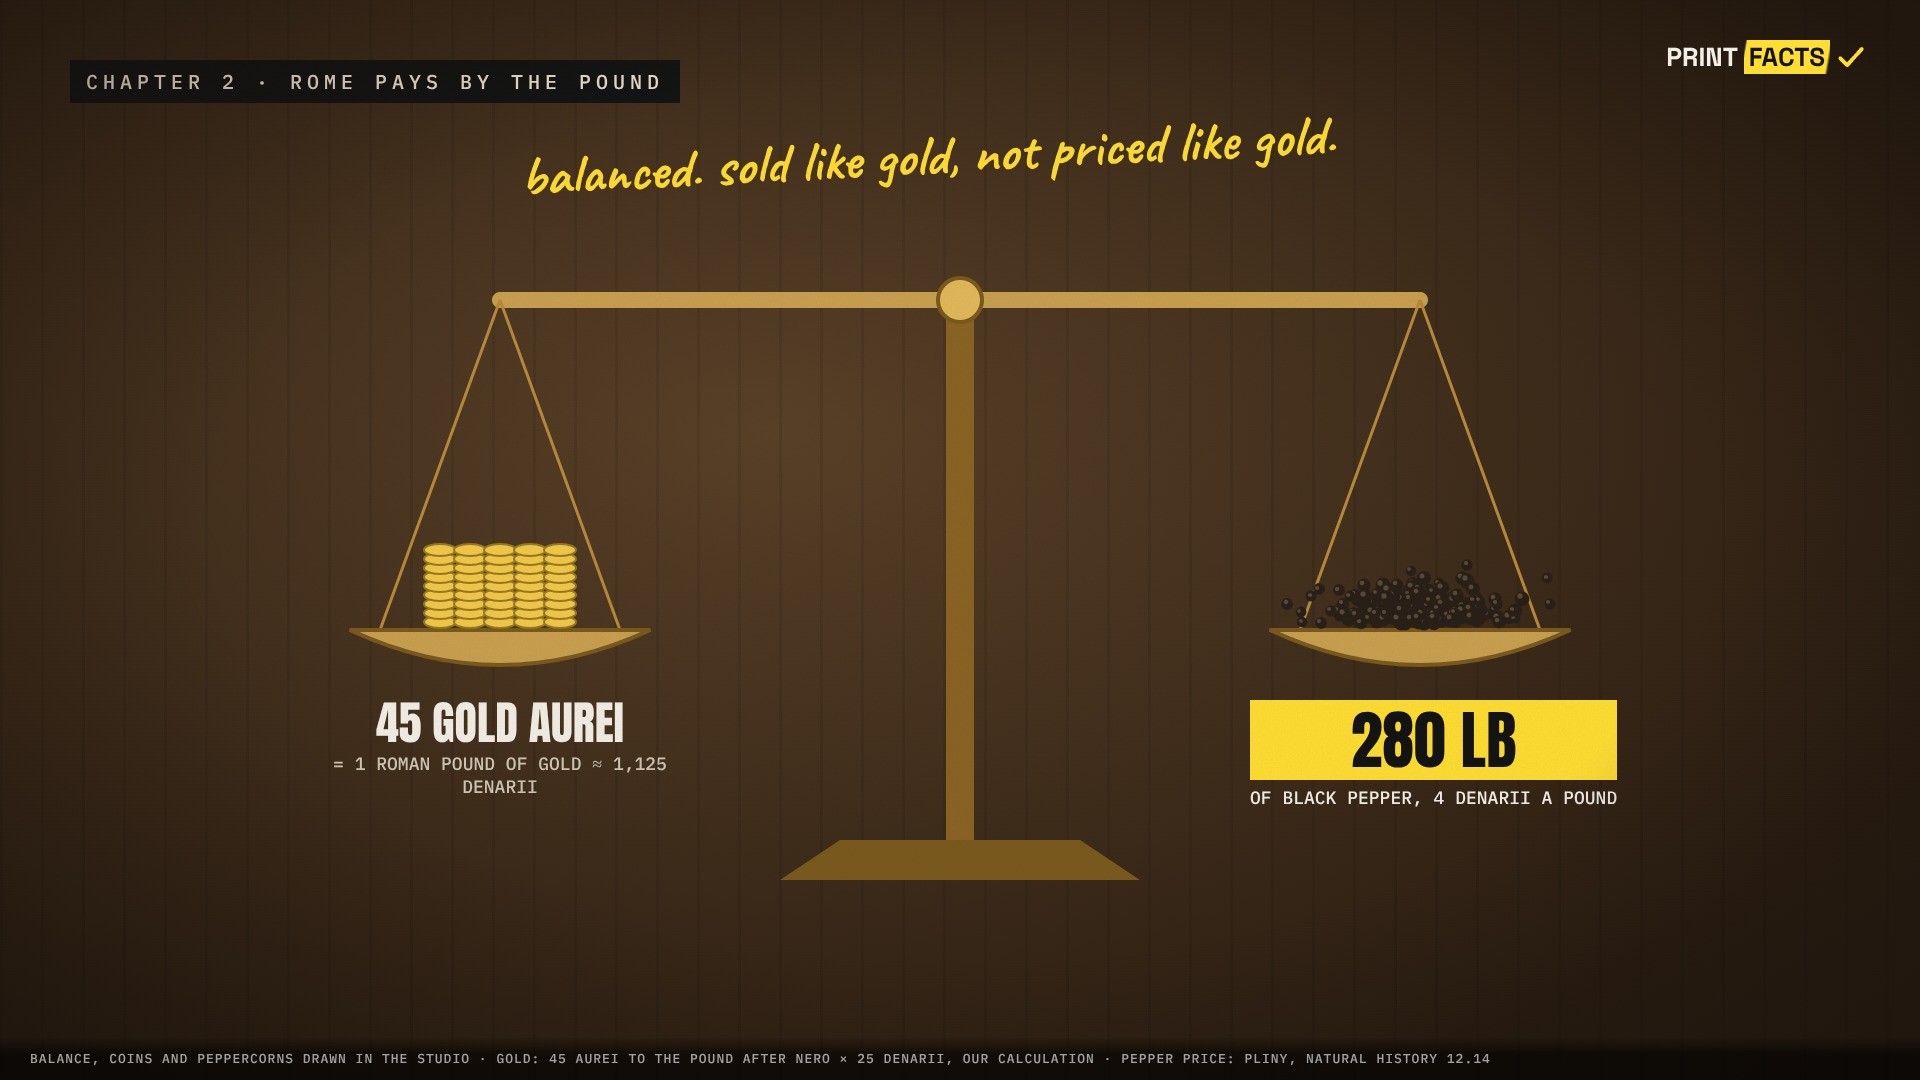 CHAPTER 2 · ROME PAYS BY THE POUND
PRINT FACTS
balanced. sold like gold, not priced like gold.
45 GOLD AUREI
= 1 ROMAN POUND OF GOLD ≈ 1,125
DENARII
280 LB
OF BLACK PEPPER, 4 DENARII A POUND
BALANCE, COINS AND PEPPERCORNS DRAWN IN THE STUDIO · GOLD: 45 AUREI TO THE POUND AFTER NERO × 25 DENARII, OUR CALCULATION · PEPPER PRICE: PLINY, NATURAL HISTORY 12.14